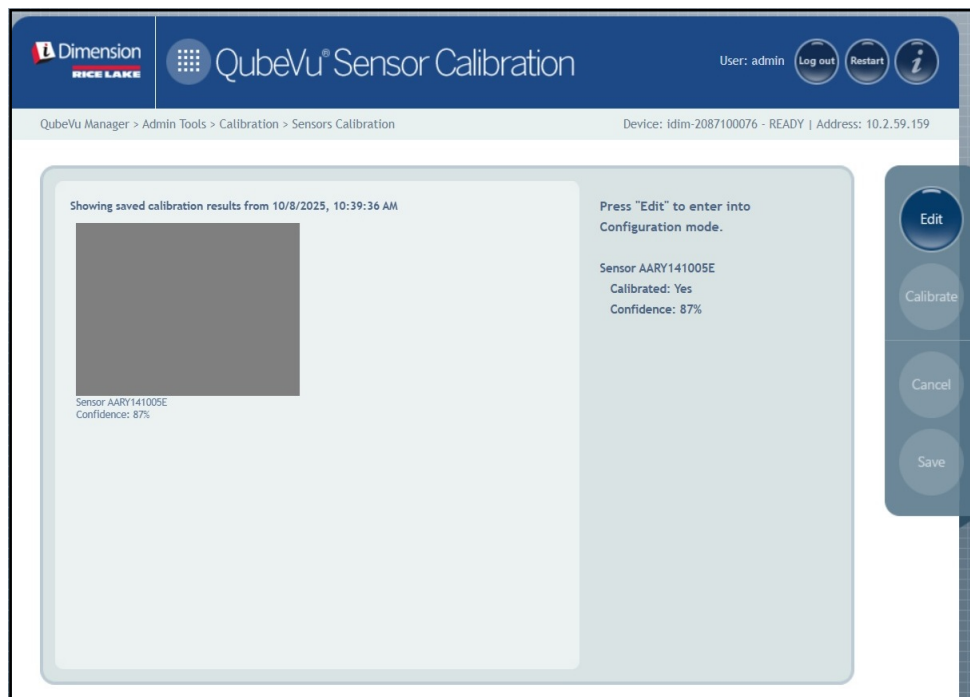 iDimension
RICE LAKE
QubeVu® Sensor Calibration
User: admin
Log out
Restart
i
QubeVu Manager > Admin Tools > Calibration > Sensors Calibration
Device: idim-2087100076 - READY | Address: 10.2.59.159
Showing saved calibration results from 10/8/2025, 10:39:36 AM
Sensor AARY141005E
Confidence: 87%
Press "Edit" to enter into
Configuration mode.
Sensor AARY141005E
Calibrated: Yes
Confidence: 87%
Edit
Calibrate
Cancel
Save